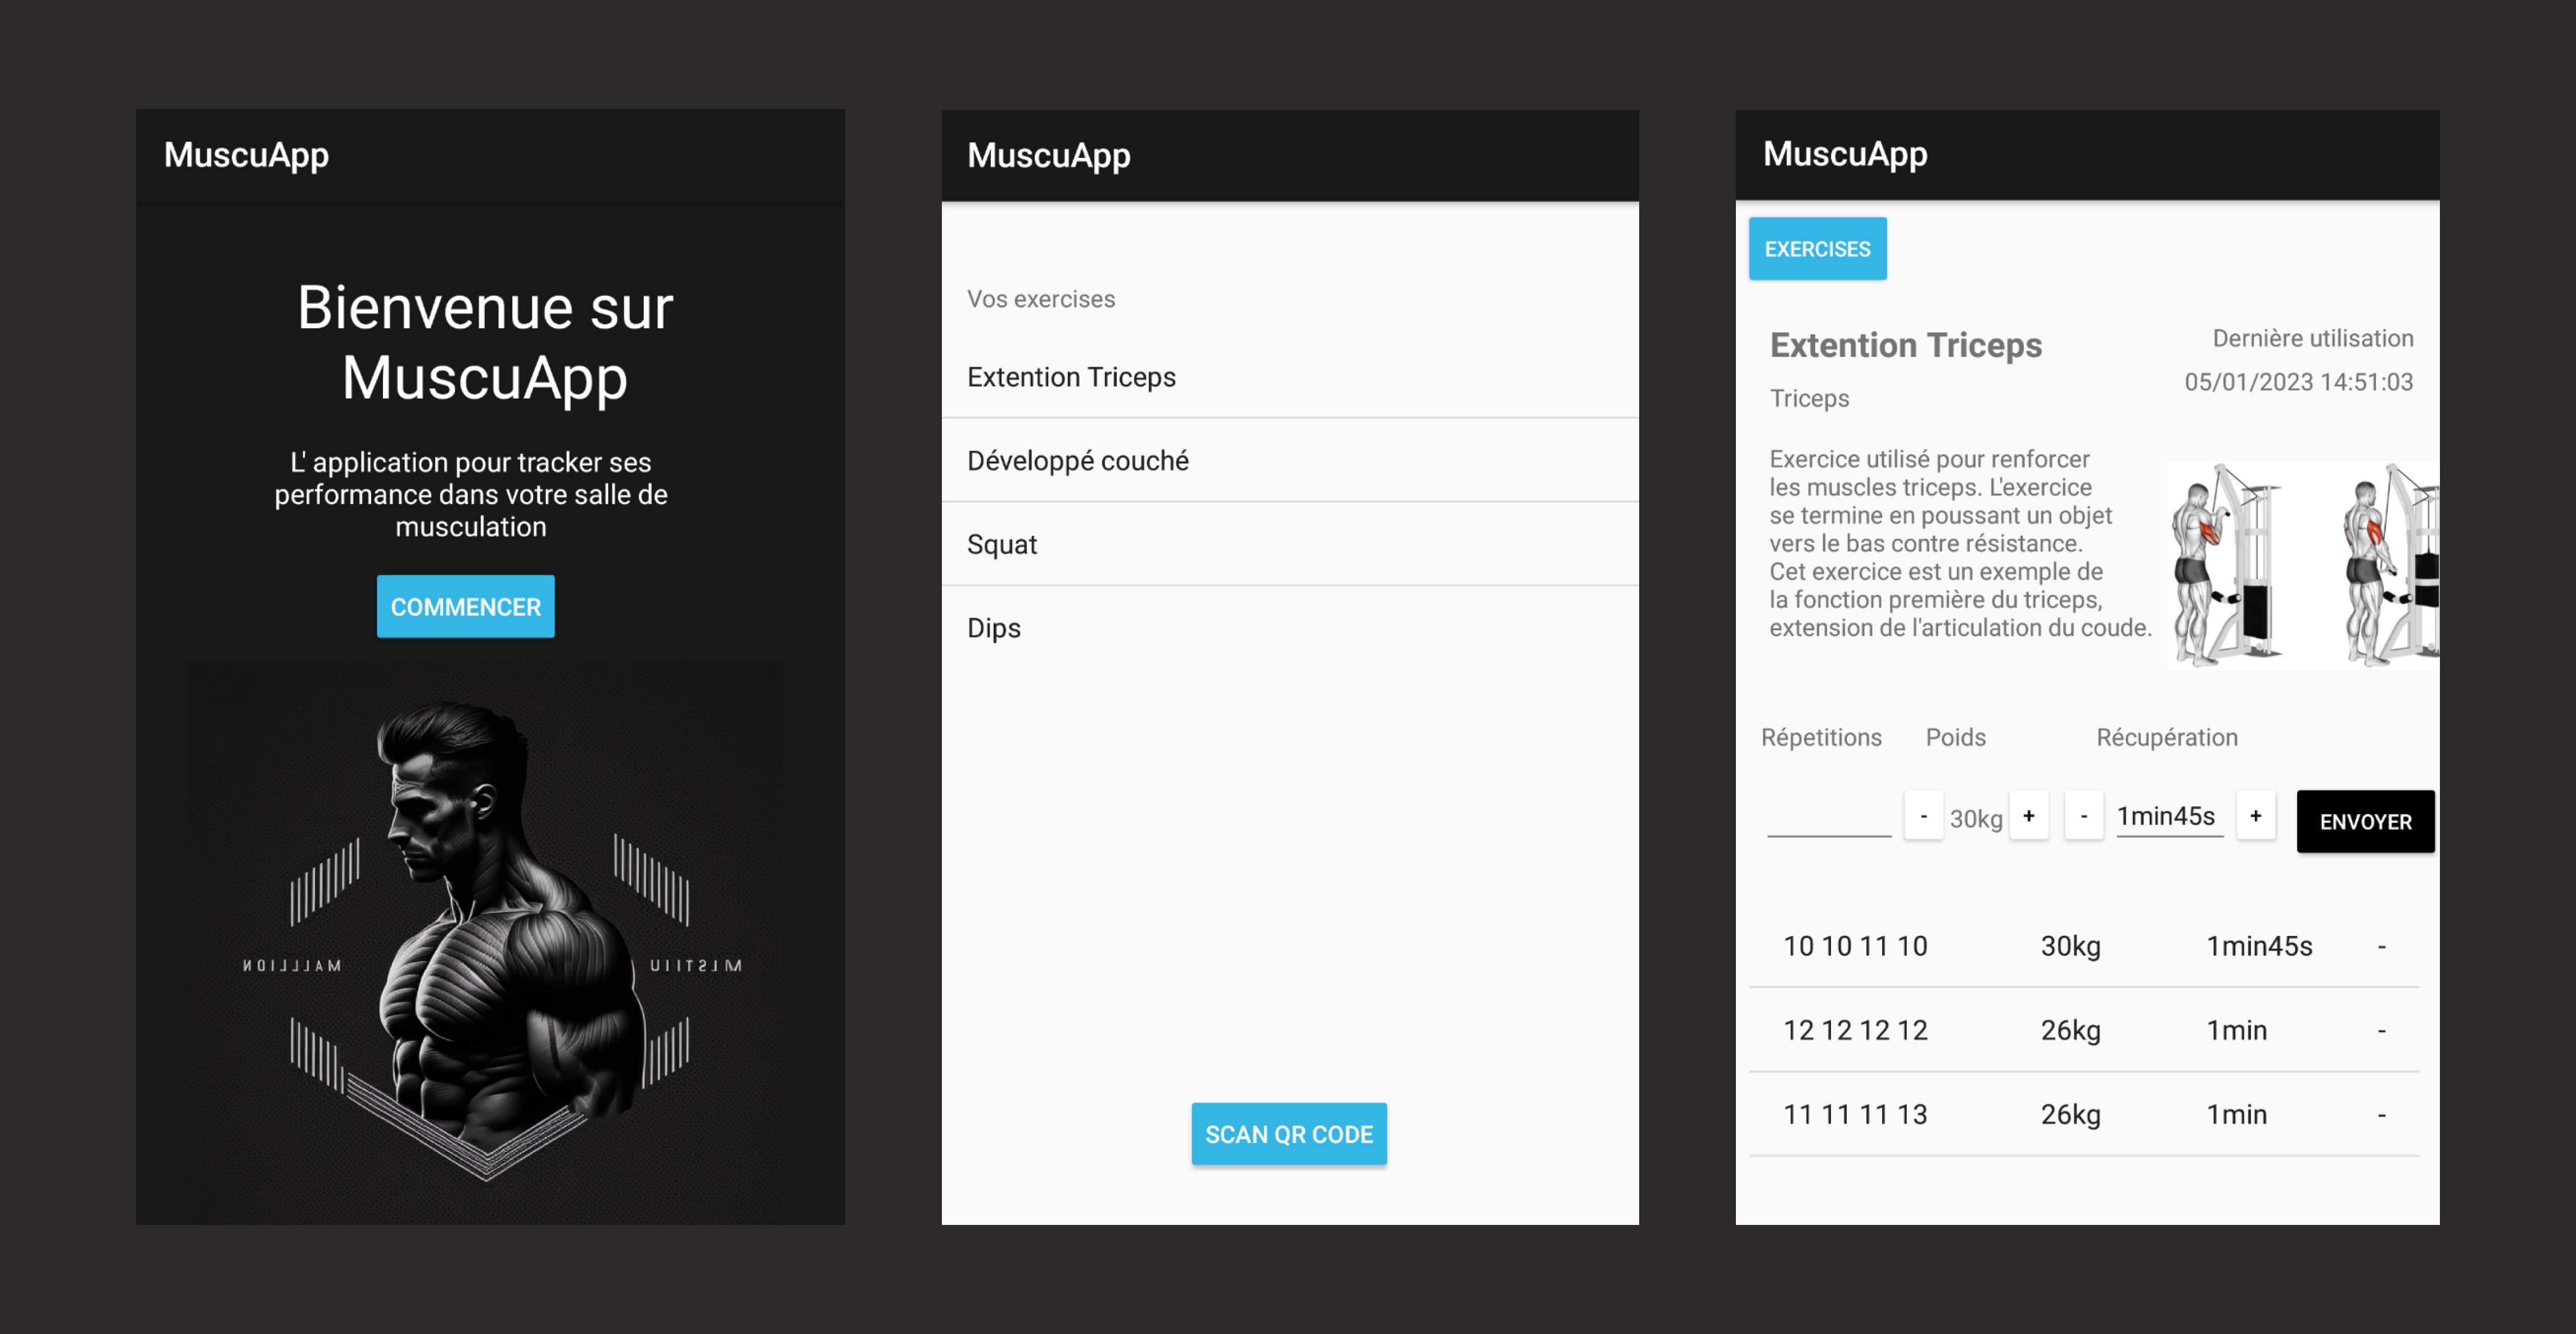 MuscuApp
Bienvenue sur
MuscuApp
L' application pour tracker ses
performance dans votre salle de
musculation
COMMENCER
MuscuApp
Vos exercises
Extention Triceps
Développé couché
Squat
Dips
SCAN QR CODE
MuscuApp
EXERCISES
Extention Triceps
Dernière utilisation
05/01/2023 14:51:03
Triceps
Exercice utilisé pour renforcer
les muscles triceps. L'exercice
se termine en poussant un objet
vers le bas contre résistance.
Cet exercice est un exemple de
la fonction première du triceps,
extension de l'articulation du coude.
Répetitions Poids Récupération
- 30kg + - 1min45s + ENVOYER
10 10 11 10 30kg 1min45s -
12 12 12 12 26kg 1min -
11 11 11 13 26kg 1min -